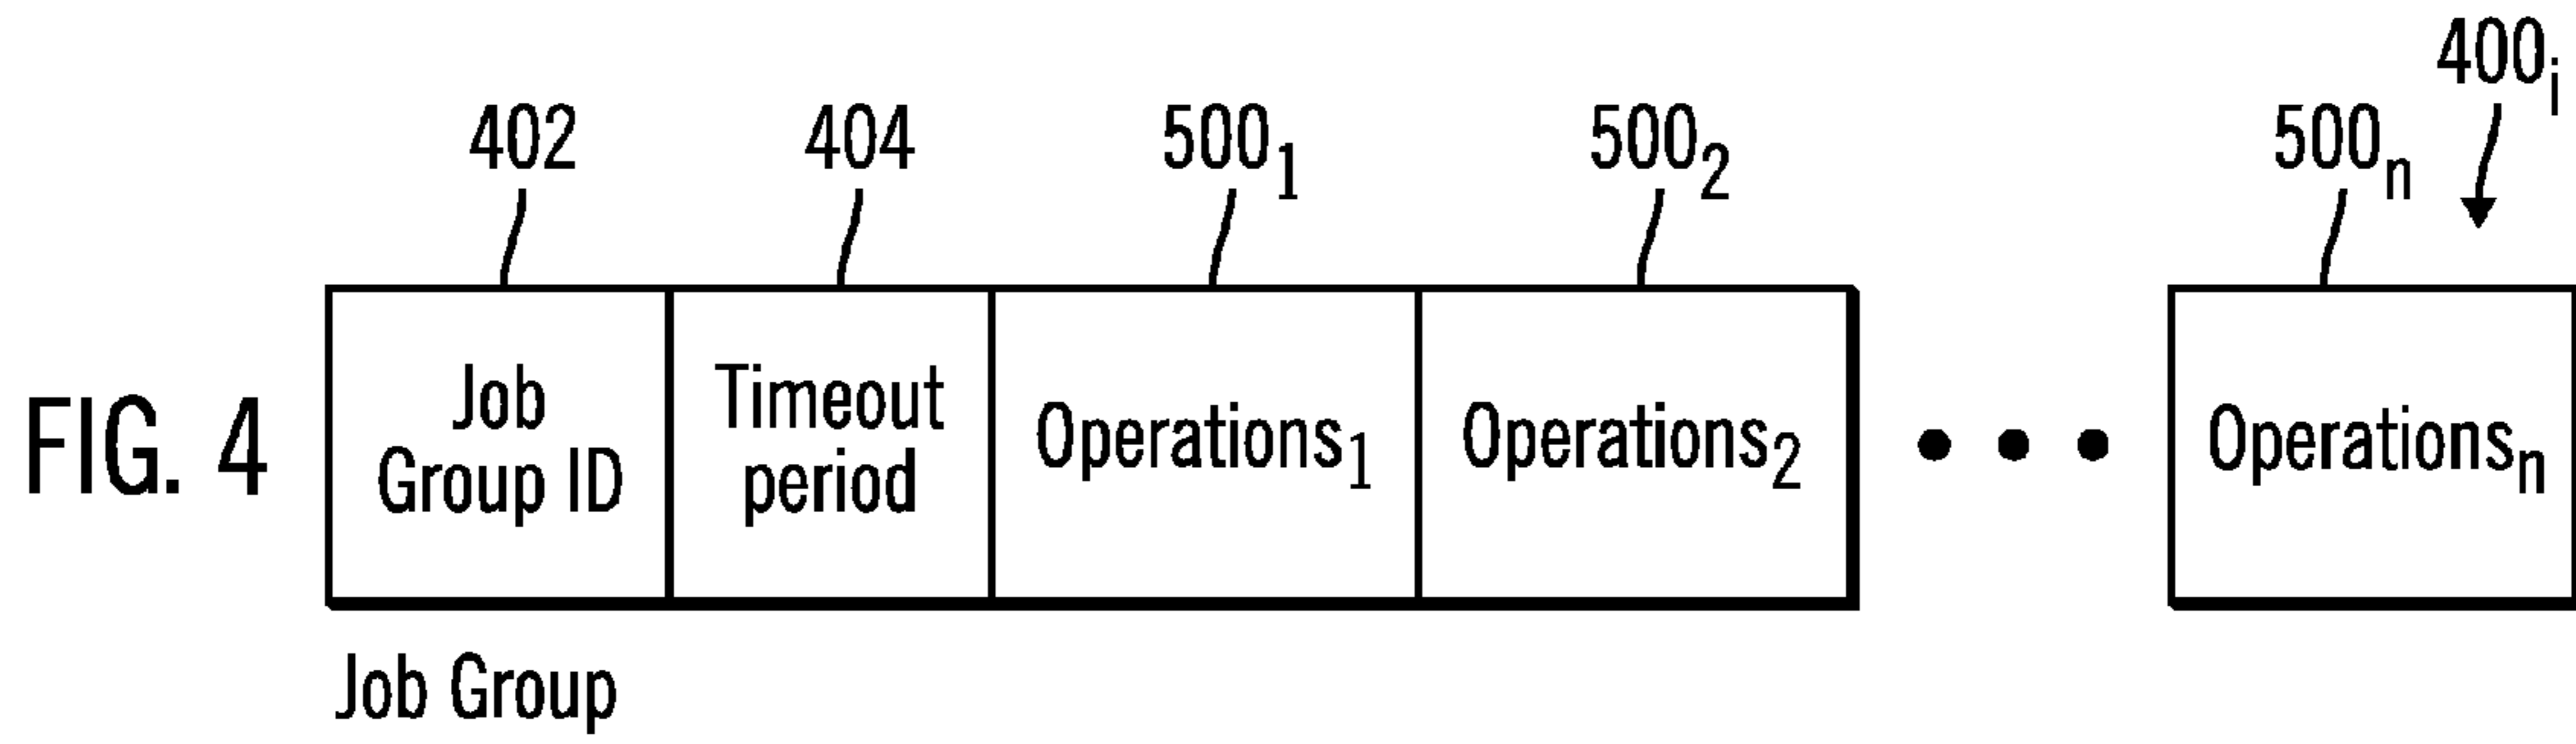 400i
402 404 500₁ 500₂ 500n
FIG. 4
Job Group ID
Timeout period
Operations₁
Operations₂
Operationsn
Job Group